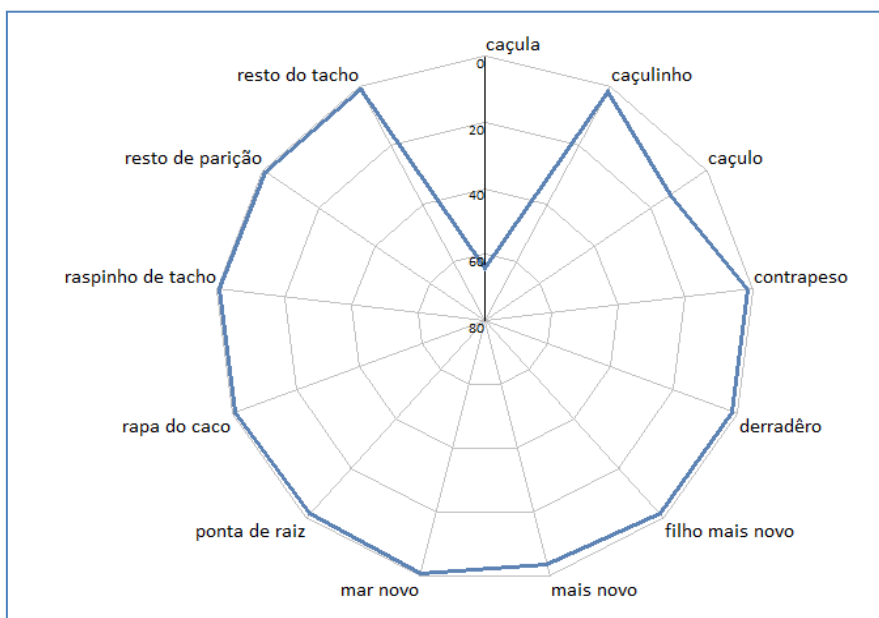 caçula
0
caçulinho
resto do tacho
20
caçulo
resto de parição
40
contrapeso
raspinho de tacho
60
80
derradêro
rapa do caco
filho mais novo
ponta de raiz
mais novo
mar novo